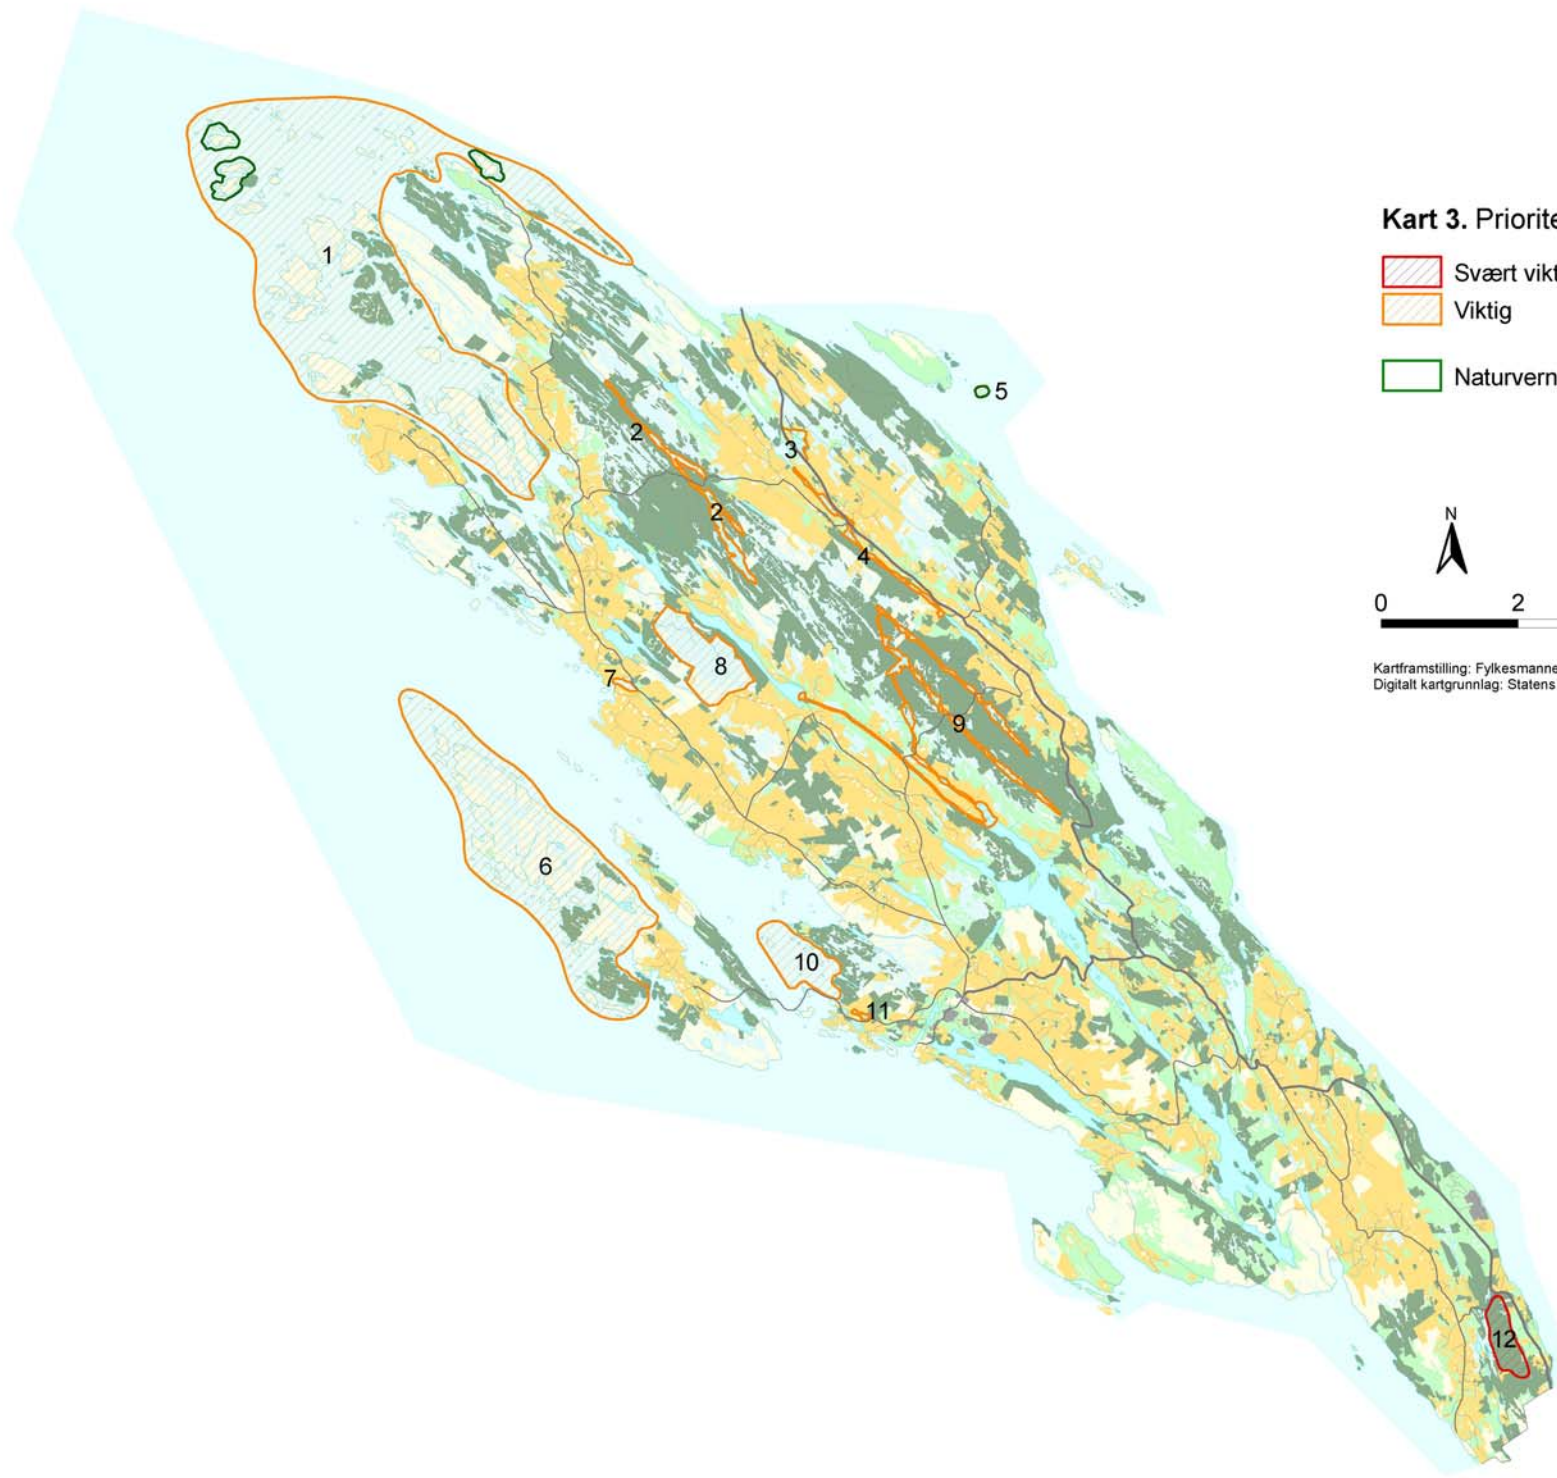 Kart 3. Priorite
Svært vikt
Viktig
Naturvern
N
0 2
Kartframstilling: Fylkesmanne
Digitalt kartgrunnlag: Statens
1
2
3
5
2
4
8
7
9
6
10
11
12